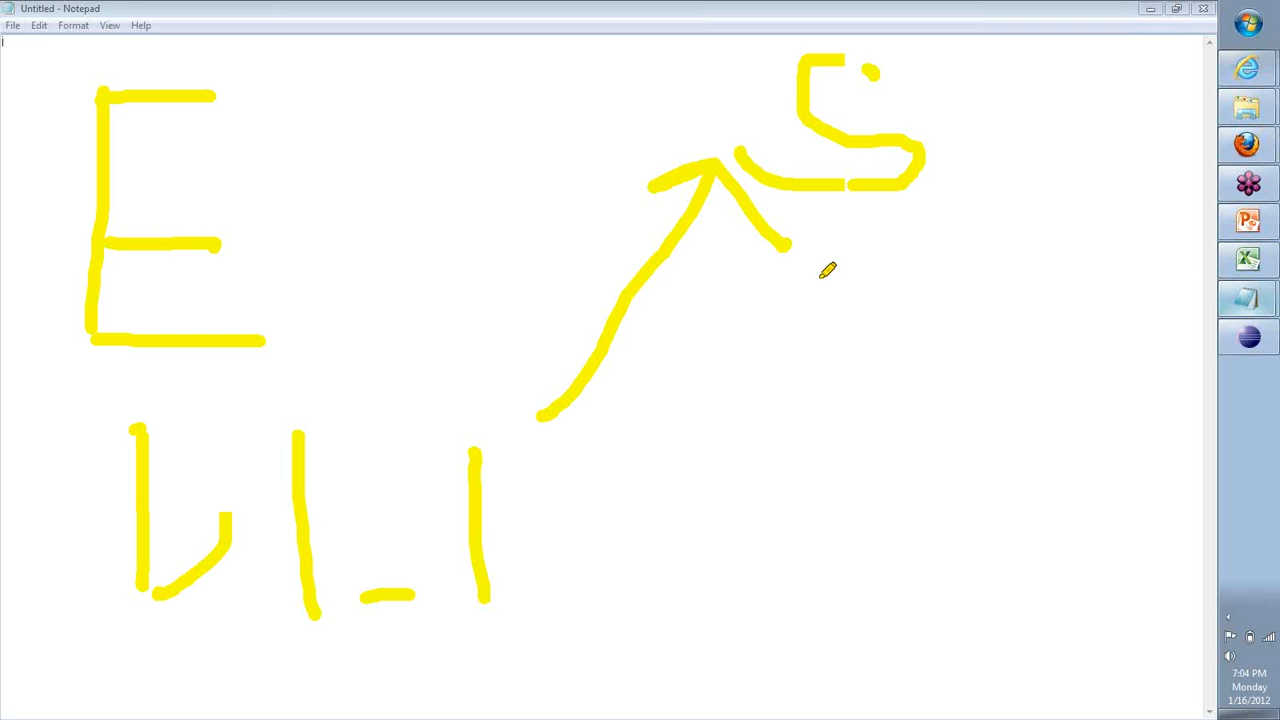 Untitled - Notepad
File Edit Format View Help
E
S
7:04 PM
Monday
1/16/2012